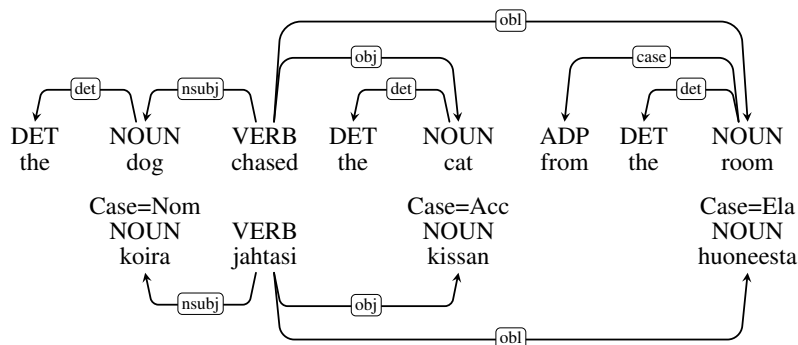 obl
obj case
det nsubj det det
DET NOUN VERB DET NOUN ADP DET NOUN
the dog chased the cat from the room
Case=Nom Case=Acc Case=Ela
NOUN VERB NOUN NOUN
koira jahtasi kissan huoneesta
nsubj obj
obl